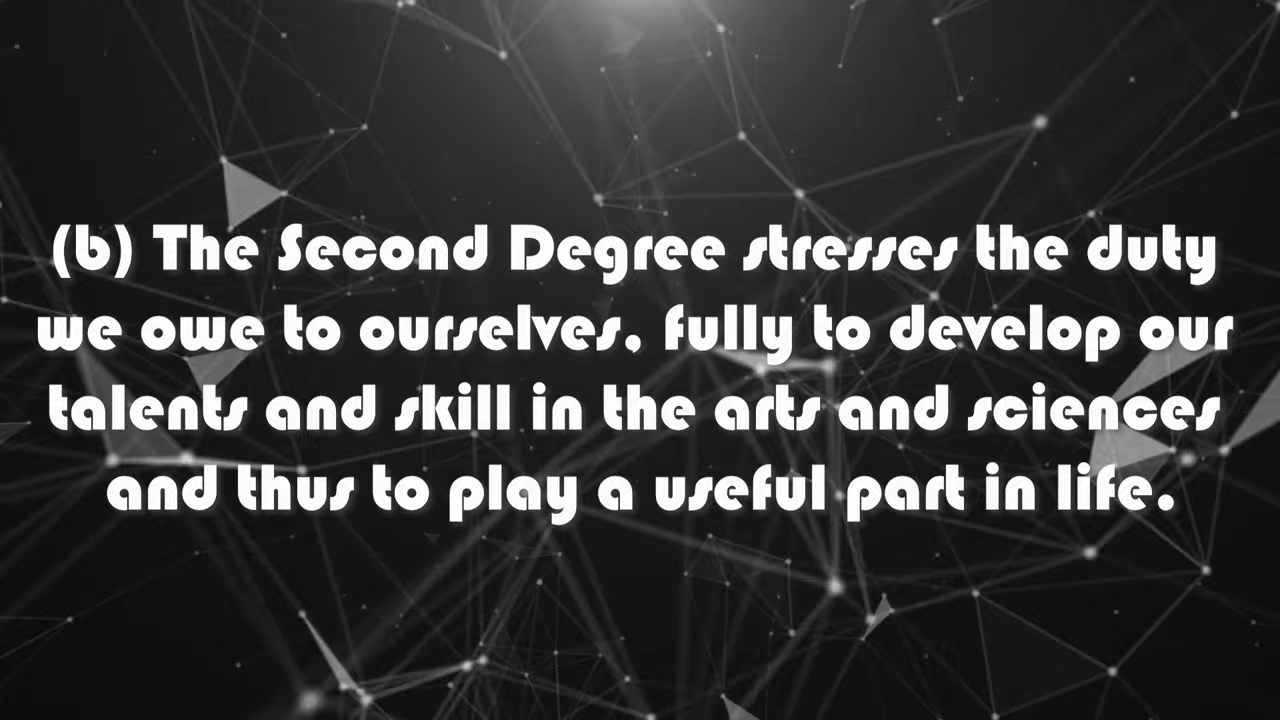 (b) The Second Degree stresses the duty
we owe to ourselves, fully to develop our
talents and skill in the arts and sciences
and thus to play a useful part in life.